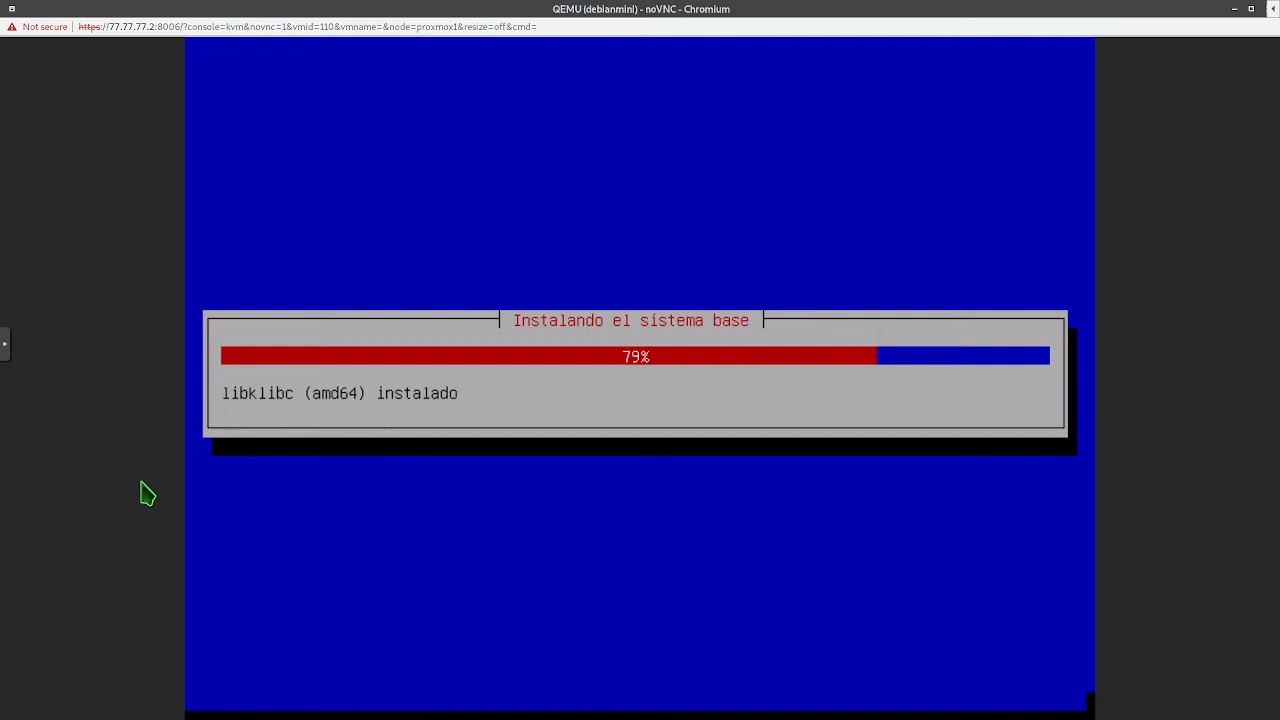 QEMU (debianmini) - noVNC - Chromium
Not secure | https://77.77.77.2:8006/?console=kvm&novnc=1&vmid=110&vmname=&node=proxmox1&resize=off&cmd=
Instalando el sistema base
79%
libklibc (amd64) instalado